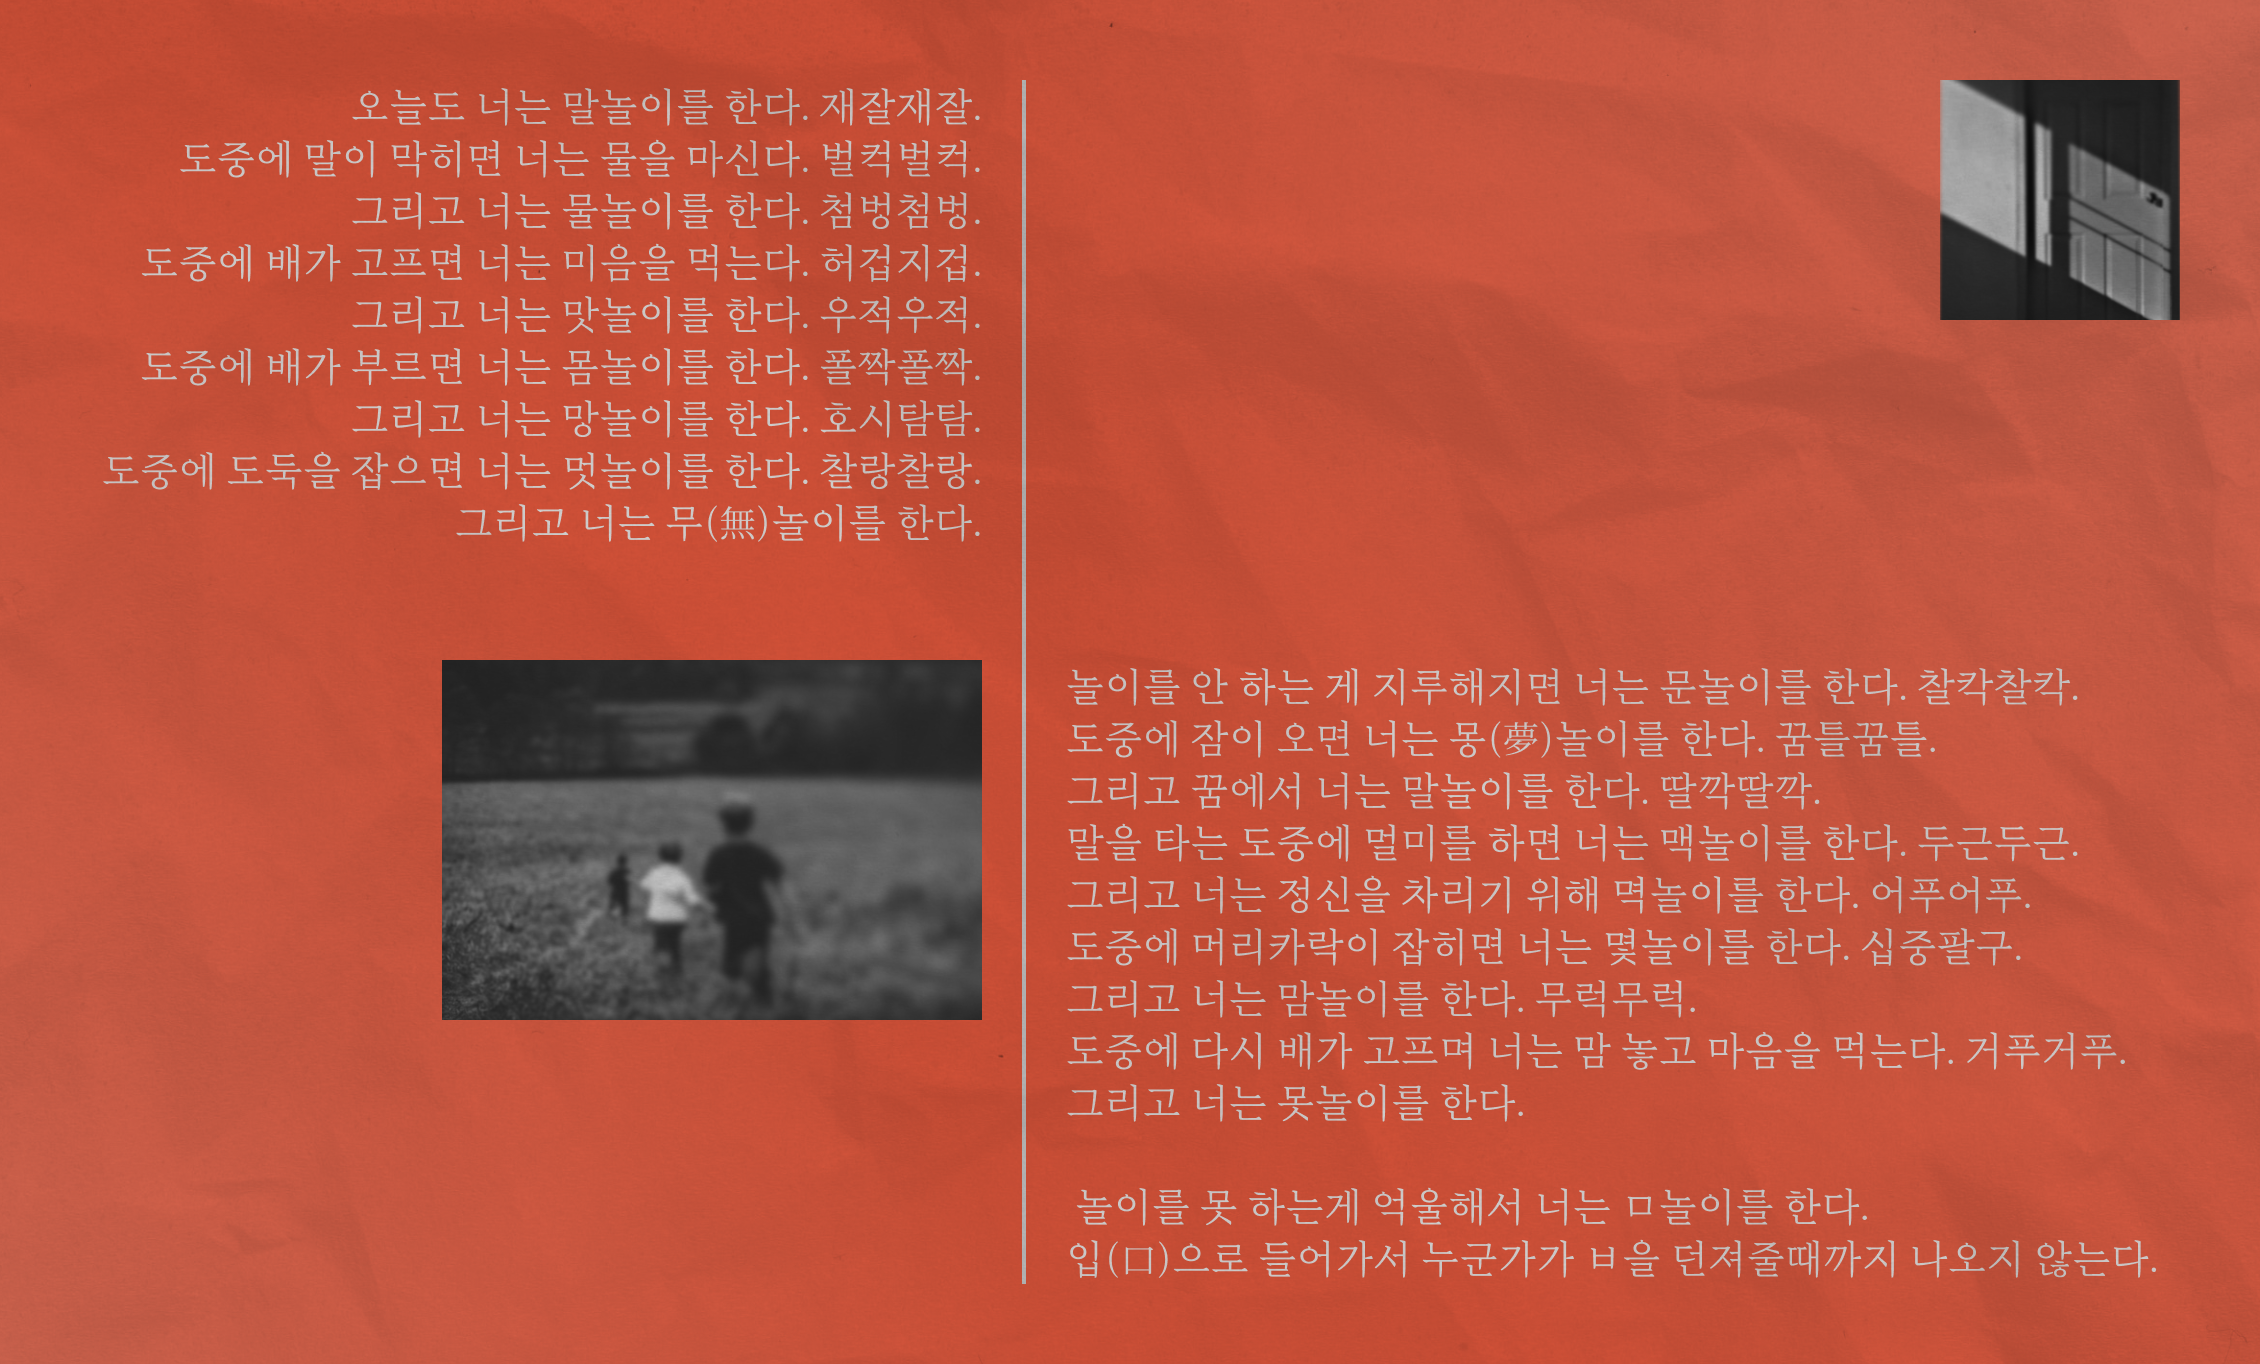 오늘도 너는 말놀이를 한다. 재잘재잘.
도중에 말이 막히면 너는 물을 마신다. 벌컥벌컥.
그리고 너는 물놀이를 한다. 첨벙첨벙.
도중에 배가 고프면 너는 미음을 먹는다. 허겁지겁.
그리고 너는 맛놀이를 한다. 우적우적.
도중에 배가 부르면 너는 몸놀이를 한다. 폴짝폴짝.
그리고 너는 망놀이를 한다. 호시탐탐.
도중에 도둑을 잡으면 너는 멋놀이를 한다. 찰랑찰랑.
그리고 너는 무(無)놀이를 한다.
놀이를 안 하는 게 지루해지면 너는 문놀이를 한다. 찰칵찰칵.
도중에 잠이 오면 너는 몽(夢)놀이를 한다. 꿈틀꿈틀.
그리고 꿈에서 너는 말놀이를 한다. 딸깍딸깍.
말을 타는 도중에 멀미를 하면 너는 맥놀이를 한다. 두근두근.
그리고 너는 정신을 차리기 위해 멱놀이를 한다. 어푸어푸.
도중에 머리카락이 잡히면 너는 몇놀이를 한다. 십중팔구.
그리고 너는 맘놀이를 한다. 무럭무럭.
도중에 다시 배가 고프며 너는 맘 놓고 마음을 먹는다. 거푸거푸.
그리고 너는 못놀이를 한다.
놀이를 못 하는게 억울해서 너는 ㅁ놀이를 한다.
입(口)으로 들어가서 누군가가 ㅂ을 던져줄때까지 나오지 않는다.